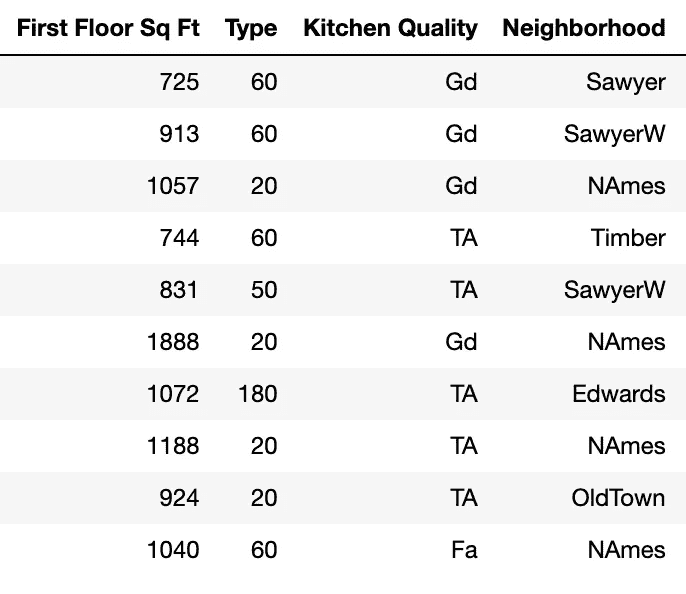 First Floor Sq Ft Type Kitchen Quality Neighborhood
725 60 Gd Sawyer
913 60 Gd SawyerW
1057 20 Gd NAmes
744 60 TA Timber
831 50 TA SawyerW
1888 20 Gd NAmes
1072 180 TA Edwards
1188 20 TA NAmes
924 20 TA OldTown
1040 60 Fa NAmes